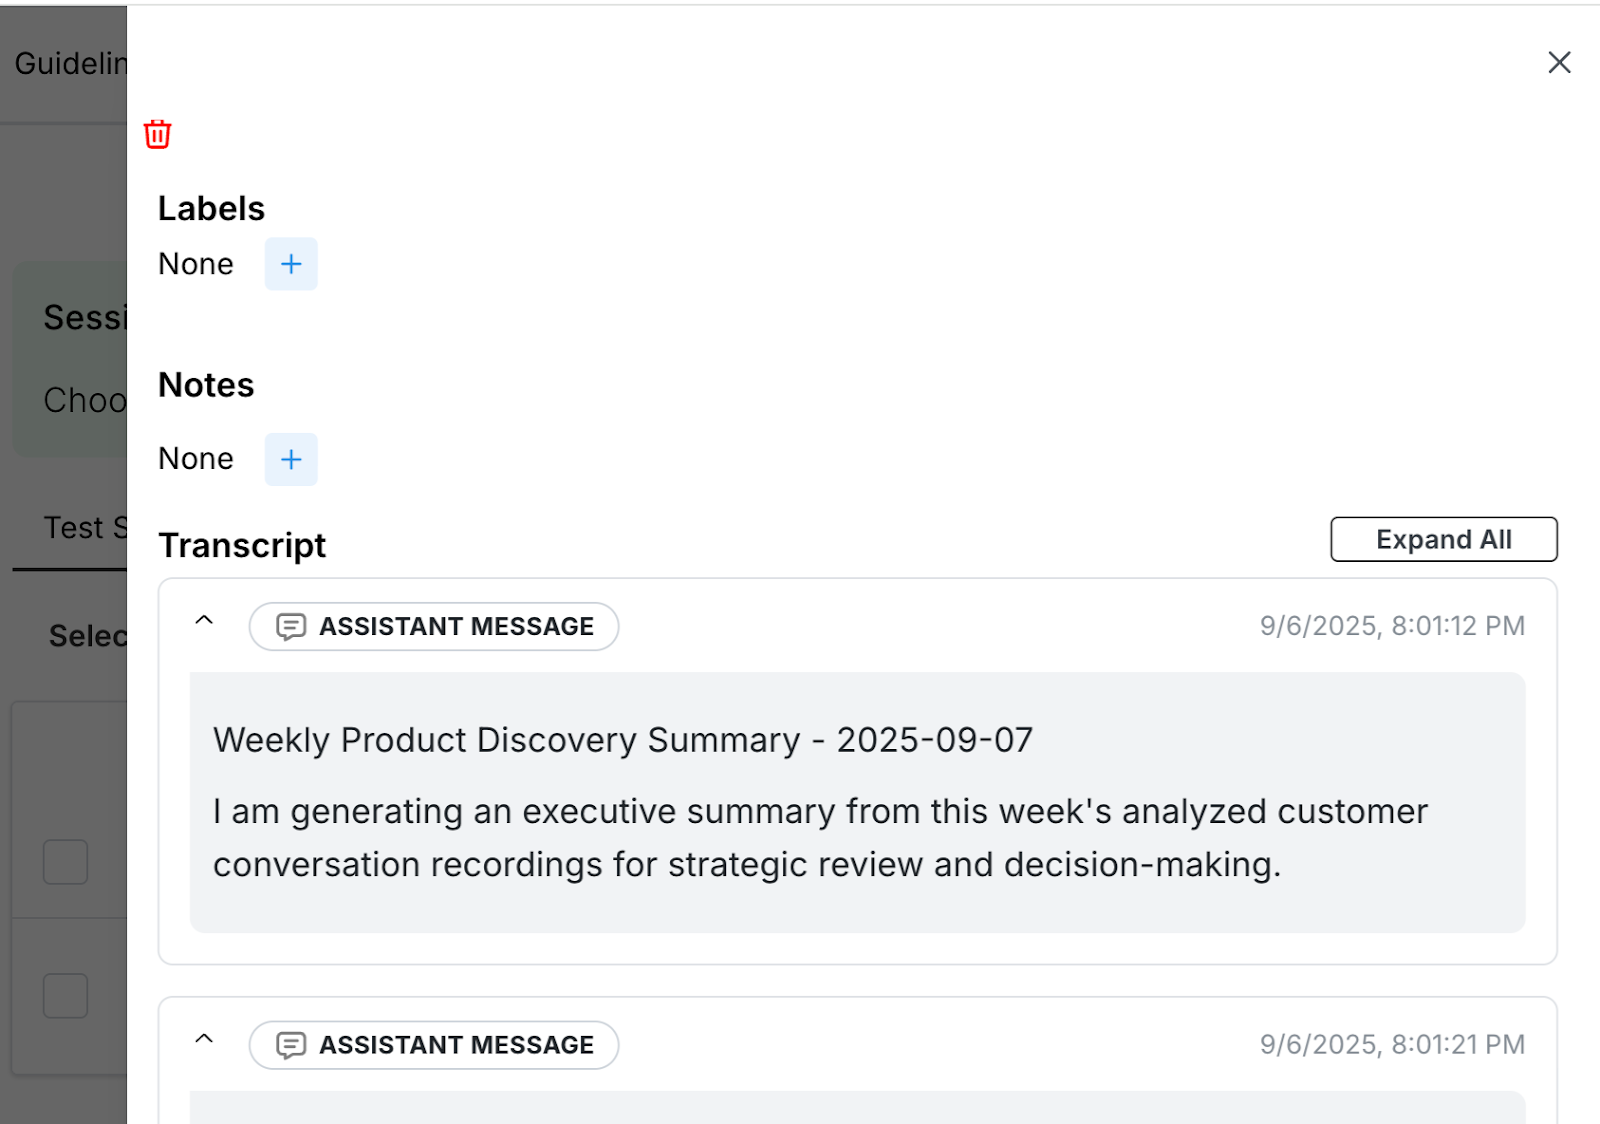 Guidelin
Labels
None
Sessi
Notes
Choo
None
Test S
Transcript
Expand All
ASSISTANT MESSAGE
9/6/2025, 8:01:12 PM
Selec
Weekly Product Discovery Summary - 2025-09-07
I am generating an executive summary from this week's analyzed customer
conversation recordings for strategic review and decision-making.
ASSISTANT MESSAGE
9/6/2025, 8:01:21 PM